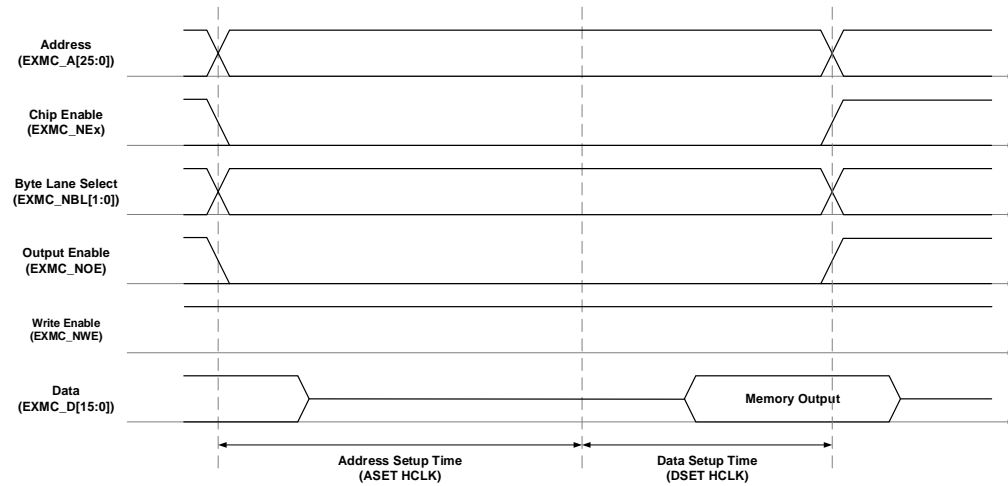 Address
(EXMC_A[25:0])
Chip Enable
(EXMC_NEx)
Byte Lane Select
(EXMC_NBL[1:0])
Output Enable
(EXMC_NOE)
Write Enable
(EXMC_NWE)
Data
(EXMC_D[15:0])
Memory Output
Address Setup Time
(ASET HCLK)
Data Setup Time
(DSET HCLK)